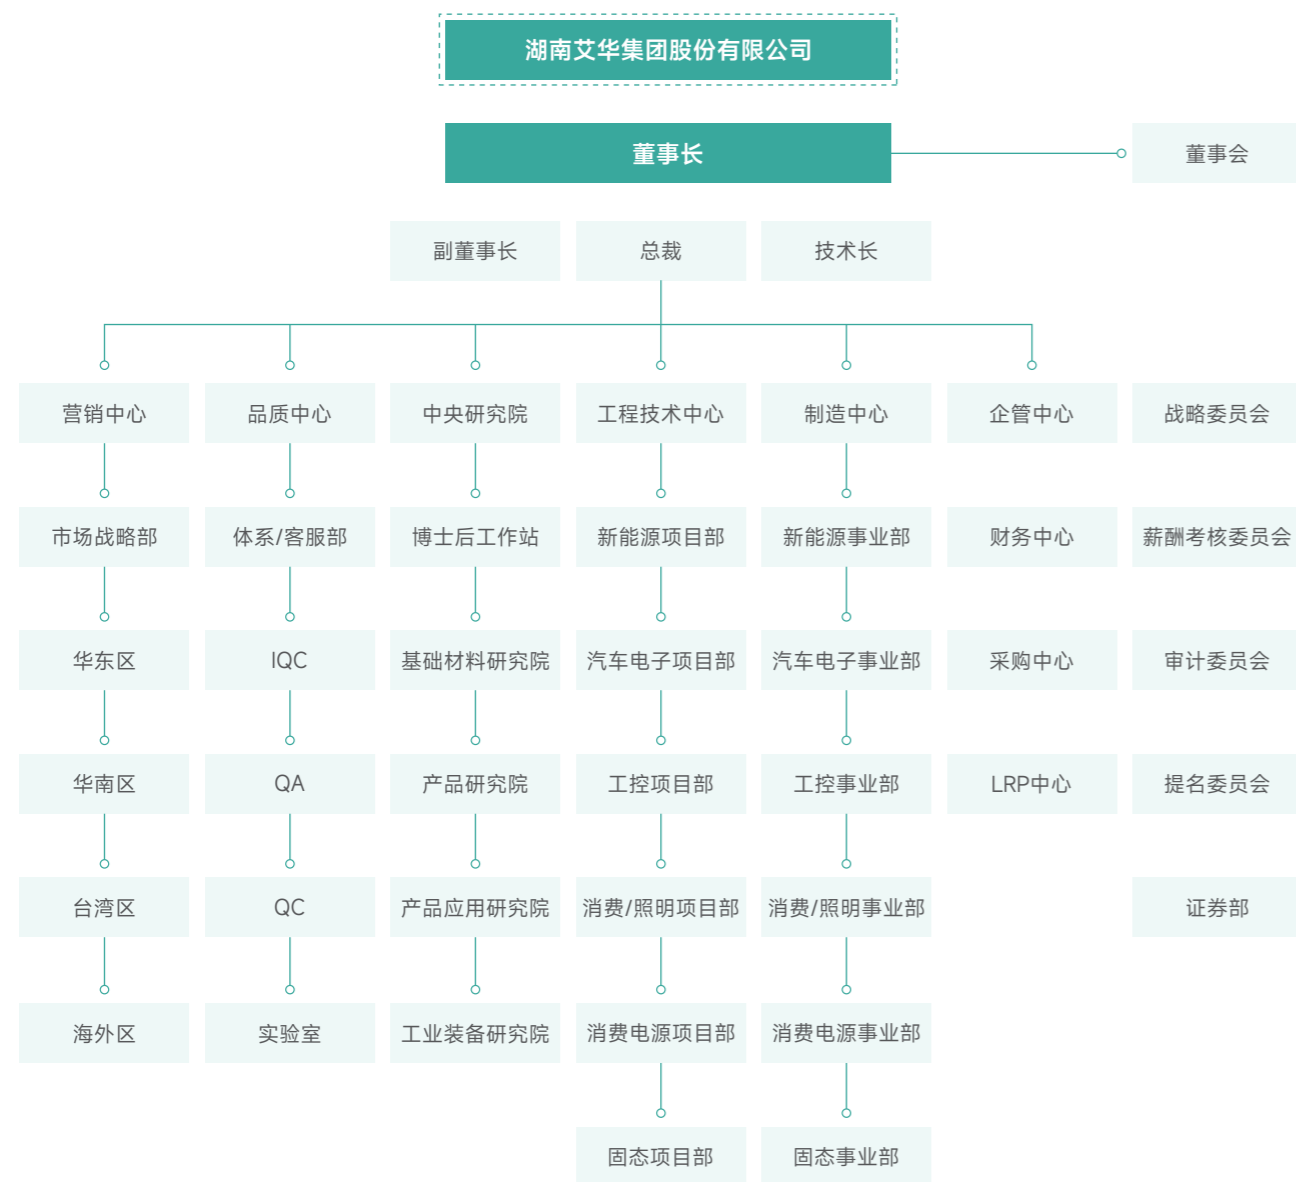 湖南艾华集团股份有限公司
董事长
董事会
副董事长
总裁
技术长
营销中心
品质中心
中央研究院
工程技术中心
制造中心
企管中心
战略委员会
市场战略部
体系/客服部
博士后工作站
新能源项目部
新能源事业部
财务中心
薪酬考核委员会
华东区
IQC
基础材料研究院
汽车电子项目部
汽车电子事业部
采购中心
审计委员会
华南区
QA
产品研究院
工控项目部
工控事业部
LRP中心
提名委员会
台湾区
QC
产品应用研究院
消费/照明项目部
消费/照明事业部
证券部
海外区
实验室
工业装备研究院
消费电源项目部
消费电源事业部
固态项目部
固态事业部